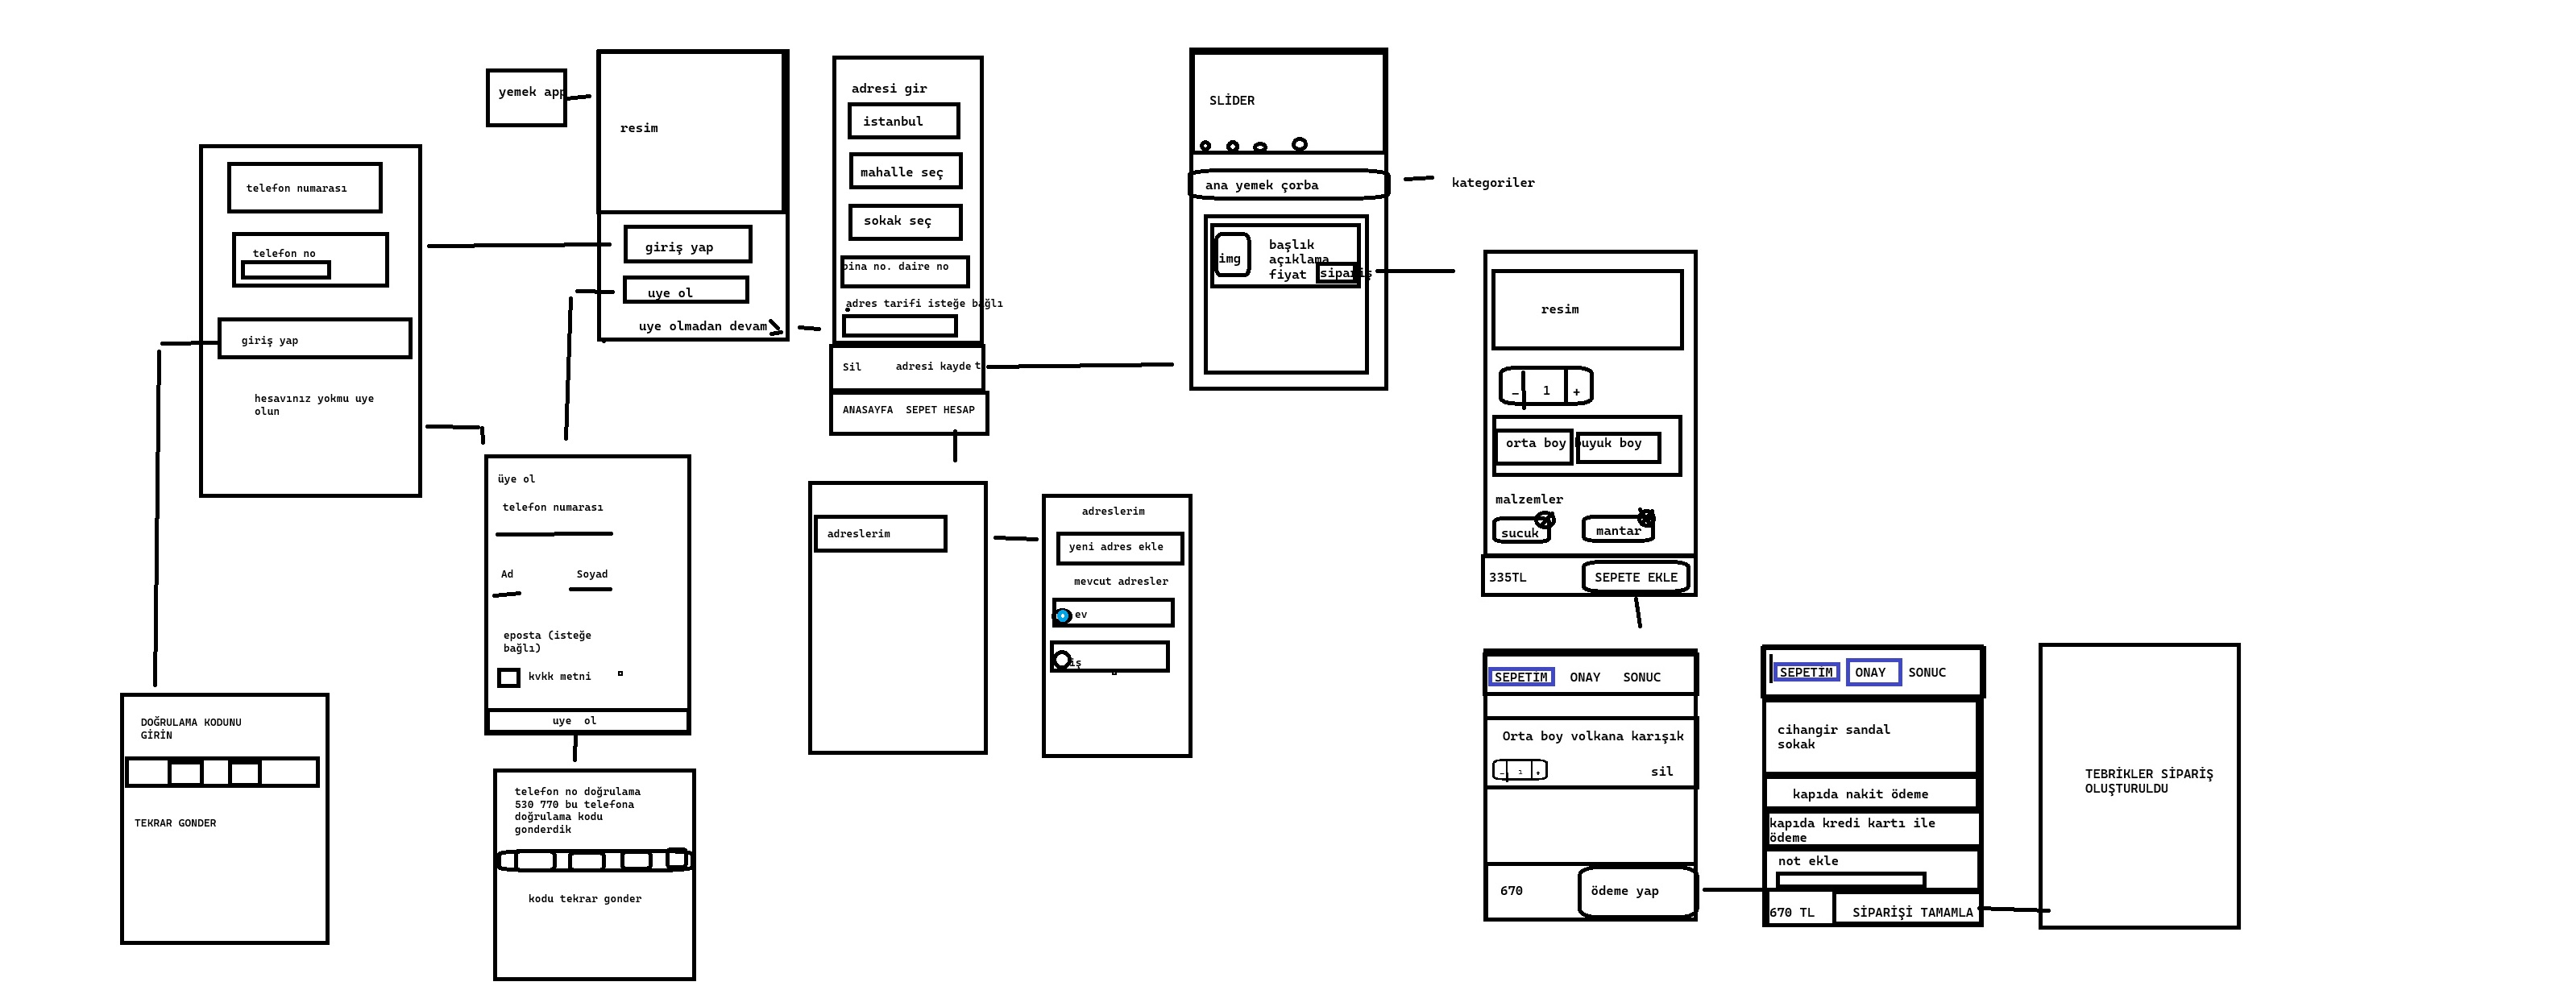 yemek app
resim
giriş yap
uye ol
uye olmadan devam
telefon numarası
telefon no
giriş yap
hesavınız yokmu uye
olun
DOĞRULAMA KODUNU
GİRİN
TEKRAR GONDER
üye ol
telefon numarası
Ad Soyad
eposta (isteğe
bağlı)
kvkk metni
uye ol
telefon no doğrulama
530 770 bu telefona
doğrulama kodu
gonderdik
kodu tekrar gonder
adresi gir
istanbul
mahalle seç
sokak seç
bina no. daire no
adres tarifi isteğe bağlı
Sil adresi kayde t
ANASAYFA SEPET HESAP
adreslerim
adreslerim
yeni adres ekle
mevcut adresler
ev
iş
SLİDER
ana yemek çorba
kategoriler
img
başlık
açıklama
fiyat sipariş
resim
- 1 +
orta boy buyuk boy
malzemler
sucuk mantar
335TL SEPETE EKLE
SEPETİM ONAY SONUC
Orta boy volkana karışık
- 1 + sil
670 ödeme yap
SEPETİM ONAY SONUC
cihangir sandal
sokak
kapıda nakit ödeme
kapıda kredi kartı ile
ödeme
not ekle
670 TL SİPARİŞİ TAMAMLA
TEBRİKLER SİPARİŞ
OLUŞTURULDU